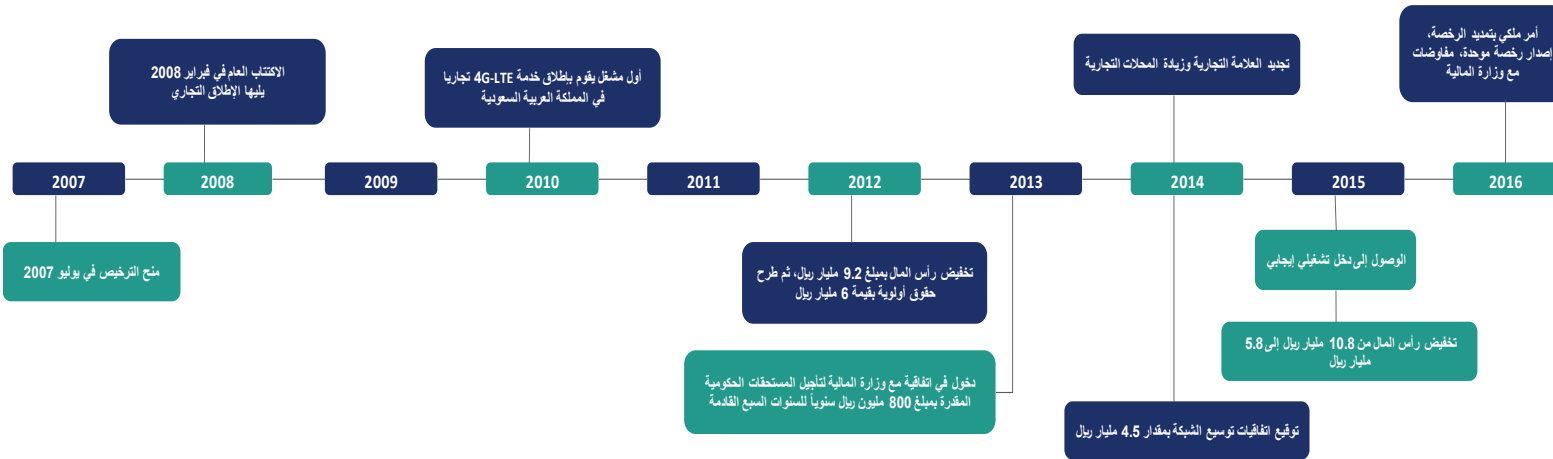 الاكتتاب العام في فبراير 2008
يليها الإطلاق التجاري
أول مشغل يقوم بإطلاق خدمة 4G-LTE تجاريا
في المملكة العربية السعودية
تجديد العلامة التجارية وزيادة المحلات التجارية
أمر ملكي بتمديد الرخصة،
إصدار رخصة موحدة، مفاوضات
مع وزارة المالية
2007
2008
2009
2010
2011
2012
2013
2014
2015
2016
منح الترخيص في يوليو 2007
تخفيض رأس المال بمبلغ 9.2 مليار ريال، ثم طرح
حقوق أولوية بقيمة 6 مليار ريال
الوصول إلى دخل تشغيلي إيجابي
تخفيض رأس المال من 10.8 مليار ريال إلى 5.8
مليار ريال
دخول في اتفاقية مع وزارة المالية لتأجيل المستحقات الحكومية
المقدرة بمبلغ 800 مليون ريال سنوياً للسنوات السبع القادمة
توقيع اتفاقيات توسيع الشبكة بمقدار 4.5 مليار ريال